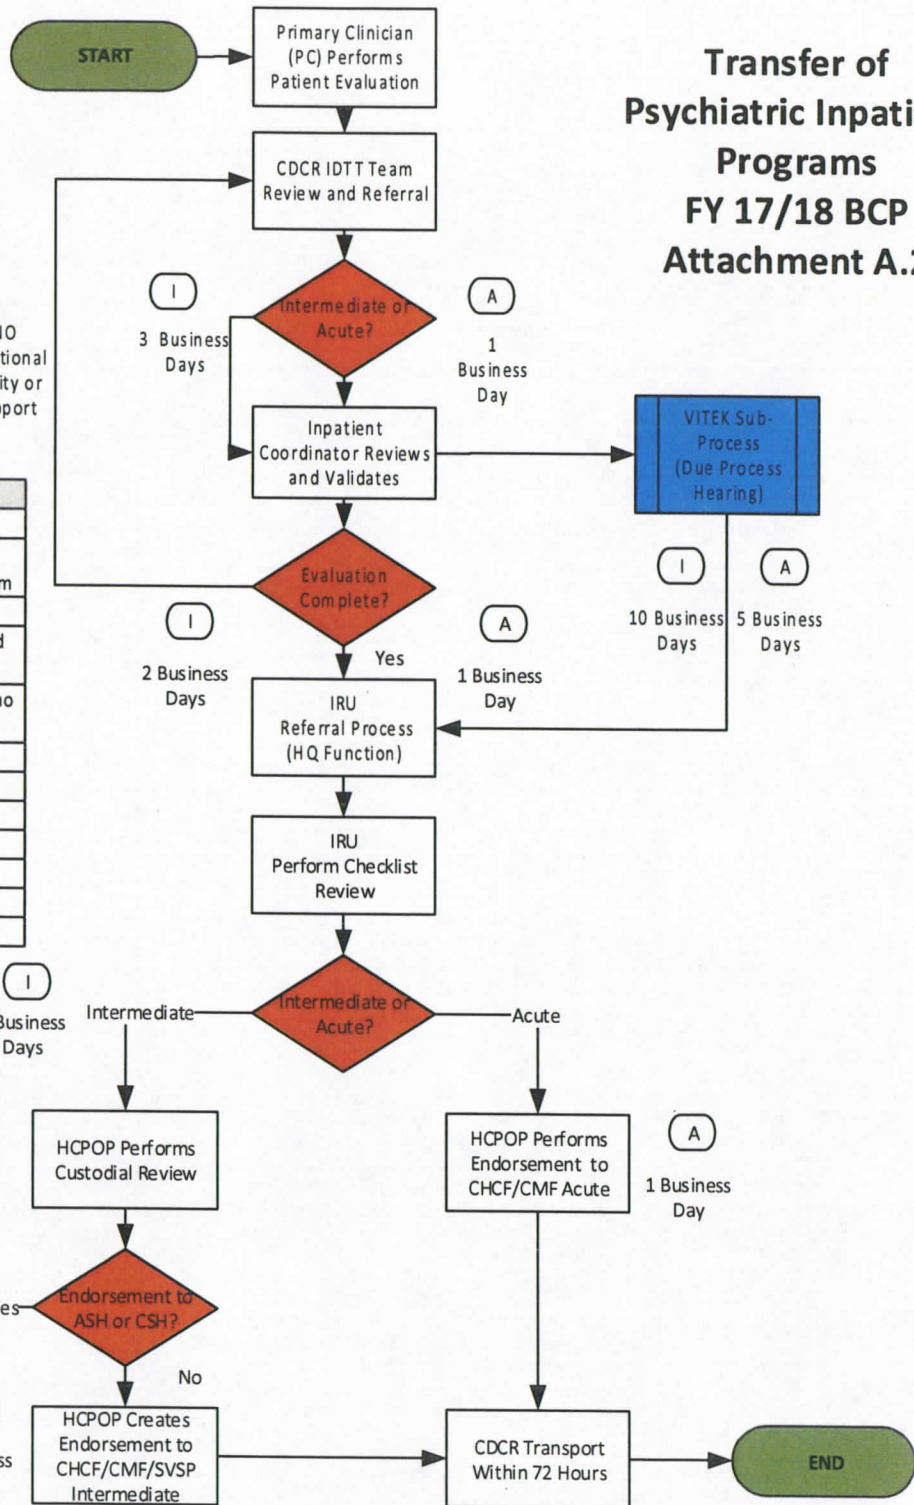 START
Primary Clinician
(PC) Performs
Patient Evaluation
Transfer of
Psychiatric
Programs
FY 17/18 BCP
Attachment
CDCR IDTT Team
Review and Referral
Intermediate or
Acute?
I
3 Business
Days
A
1
Business
Day
or
Inpatient
Coordinator Reviews
and Validates
VITEK Sub-
Process
(Due Process
Hearing)
Evaluation
Complete?
I
2 Business
Days
Yes
A
1 Business
Day
I
10 Business
Days
A
5 Business
Days
IRU
Referral Process
(HQ Function)
IRU
Perform Checklist
Review
Intermediate or
Acute?
I
Business
Days
Intermediate
Acute
HCPOP Performs
Custodial Review
HCPOP Performs
Endorsement to
CHCF/CMF Acute
A
1 Business
Day
Endorsement to
ASH or CSH?
No
HCPOP Creates
Endorsement to
CHCF/CMF/SVSP
Intermediate
CDCR Transport
Within 72 Hours
END